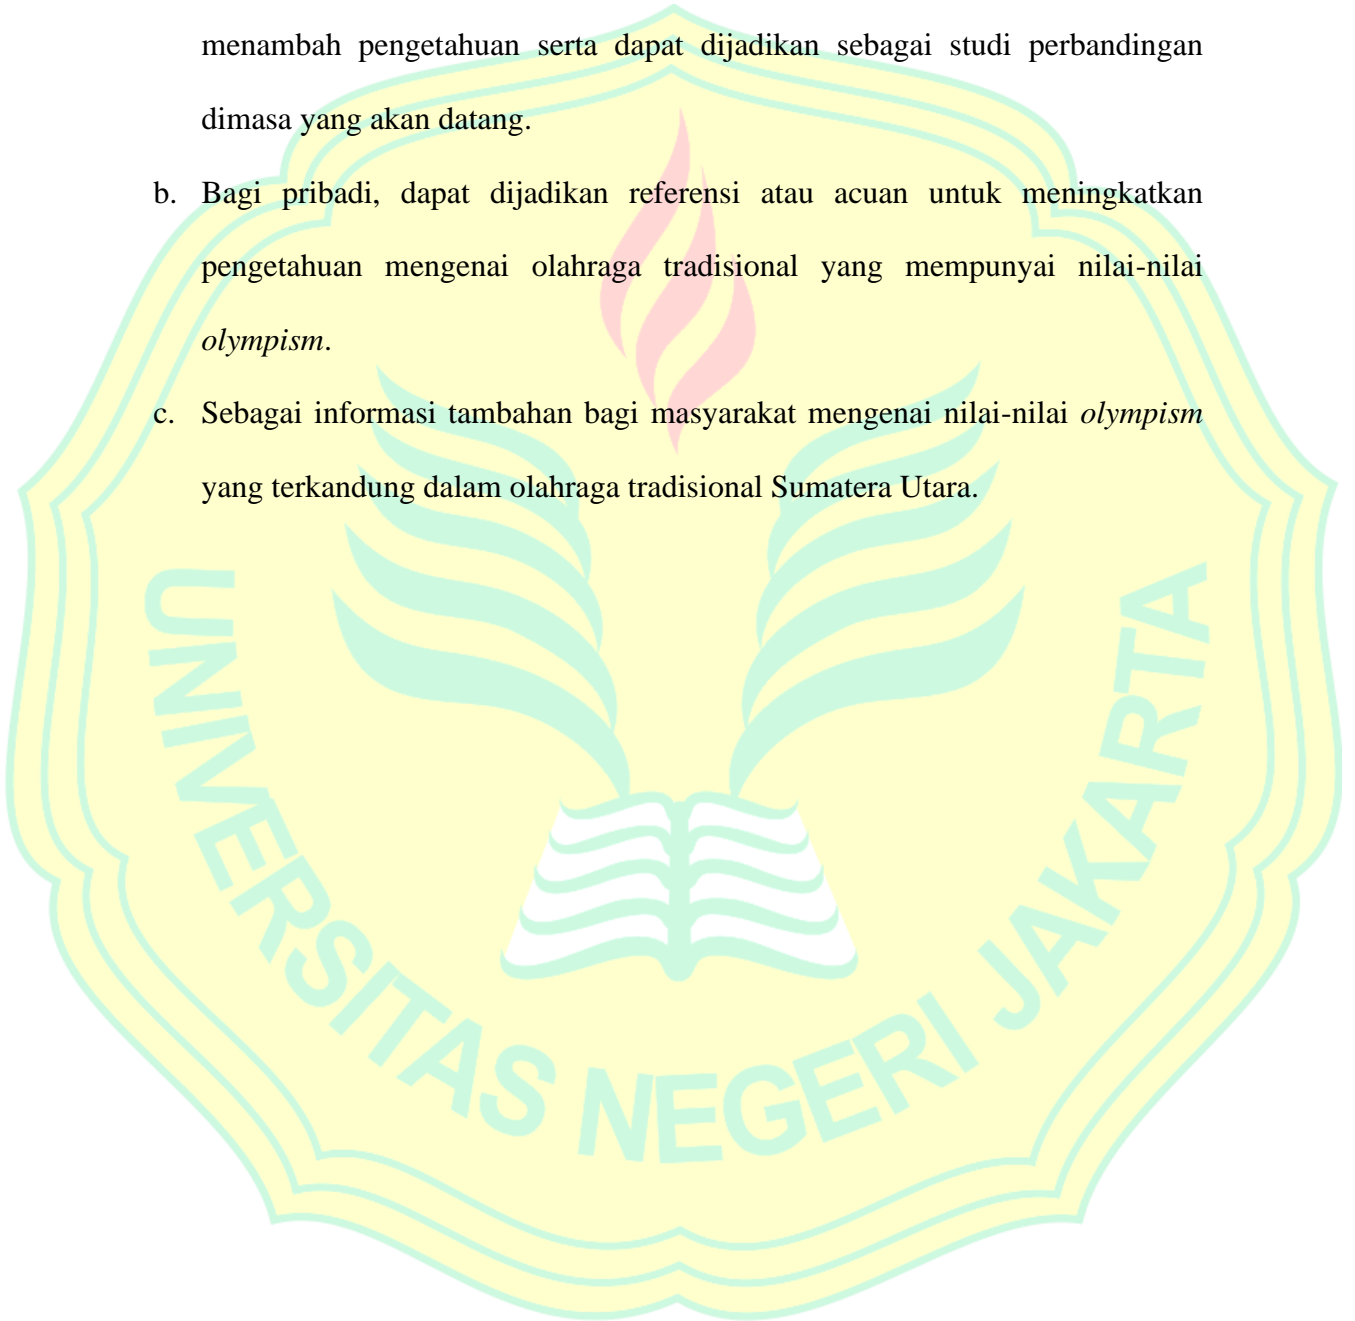 menambah pengetahuan serta dapat dijadikan sebagai studi perbandingan
dimasa yang akan datang.
b. Bagi pribadi, dapat dijadikan referensi atau acuan untuk meningkatkan
pengetahuan mengenai olahraga tradisional yang mempunyai nilai-nilai
olympism.
c. Sebagai informasi tambahan bagi masyarakat mengenai nilai-nilai olympism
yang terkandung dalam olahraga tradisional Sumatera Utara.
UNIVERSITAS NEGERI JAKARTA